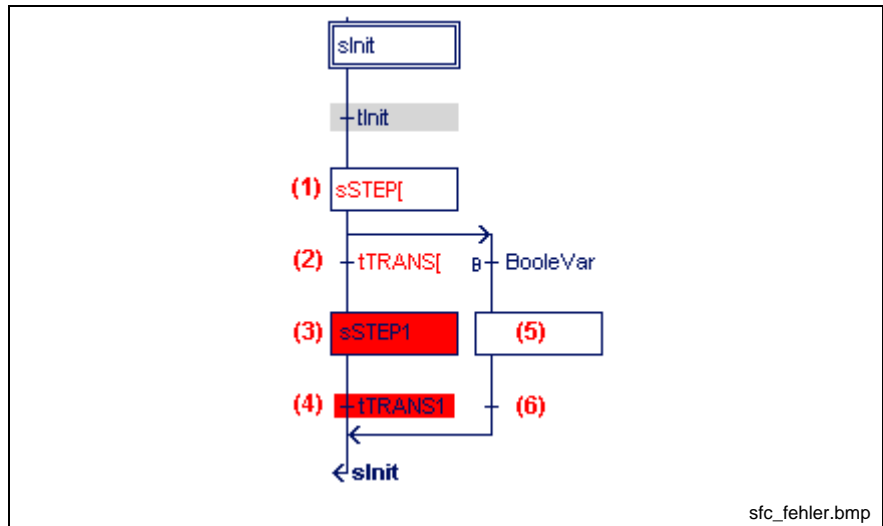 sInit
tInit
(1) sSTEP[
(2) tTRANS[ B BooleVar
(3) sSTEP1 (5)
(4) tTRANS1 (6)
sInit
sfc_fehler.bmp